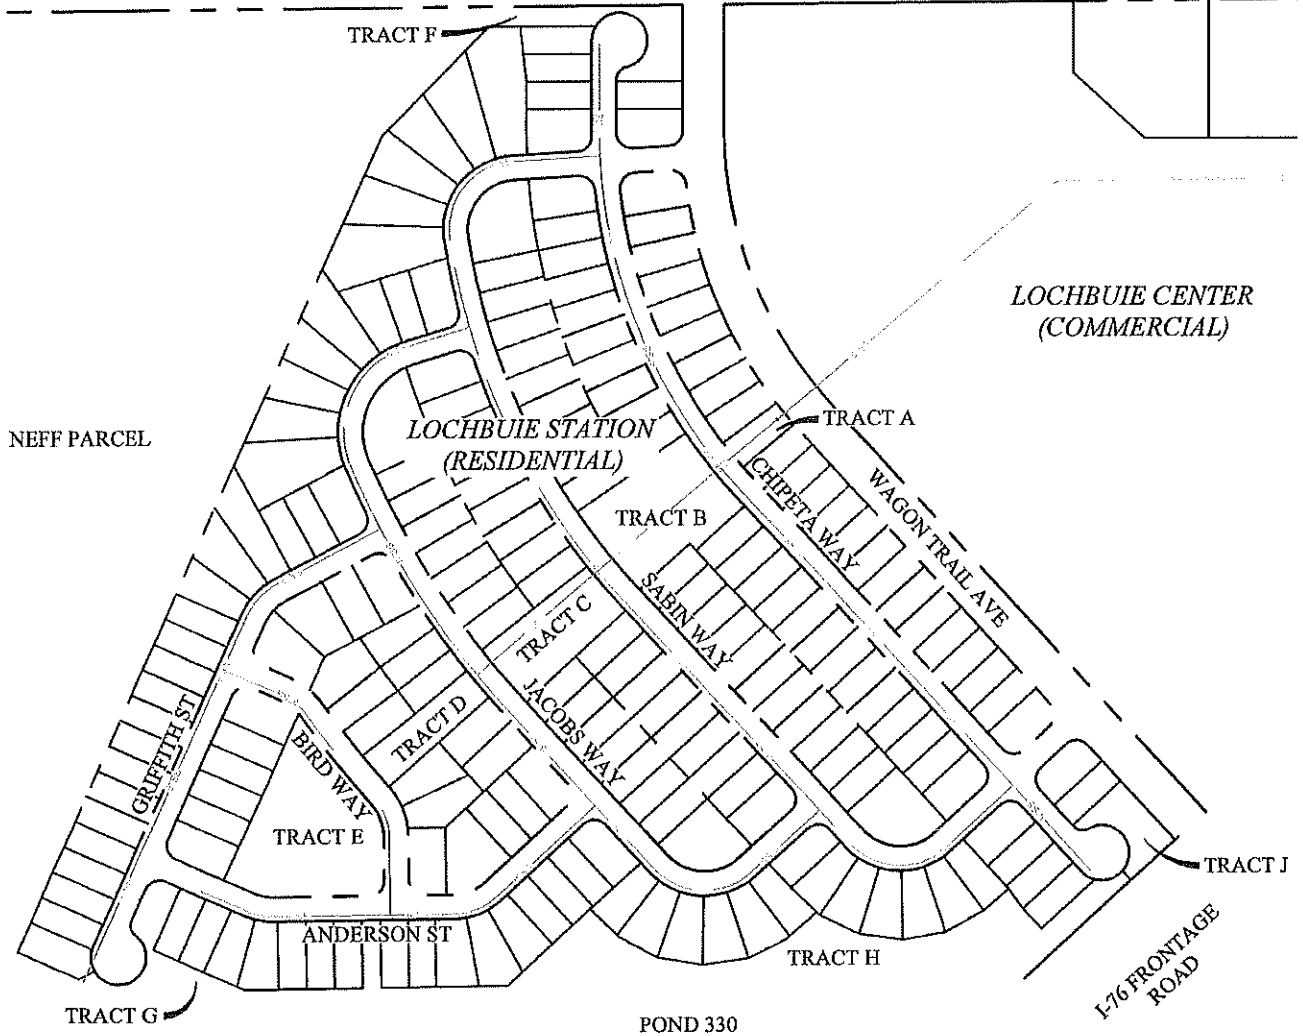 TRACT F
LOCHBUIE CENTER
(COMMERCIAL)
TRACT A
NEFF PARCEL
LOCHBUIE STATION
(RESIDENTIAL)
CHIPETA WAY
WAGON TRAIL AVE
TRACT B
SABIN WAY
TRACT C
JACOBS WAY
TRACT D
GRIFFITH ST
BIRD WAY
TRACT E
TRACT J
ANDERSON ST
TRACT H
I-76 FRONTAGE
ROAD
TRACT G
POND 330